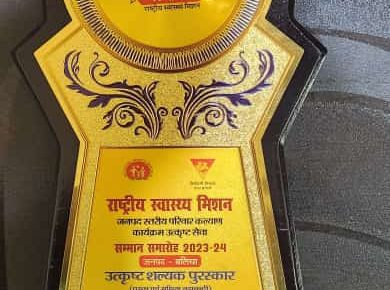 राष्ट्रीय स्वास्थ्य मिशन
राष्ट्रीय स्वास्थ्य मिशन
जनपद स्तरीय परिवार कल्याण
कार्यक्रम उत्कृष्ट सेवा
सम्मान समारोह 2023-24
जनपद - बलिया
उत्कृष्ट शल्यक पुरस्कार